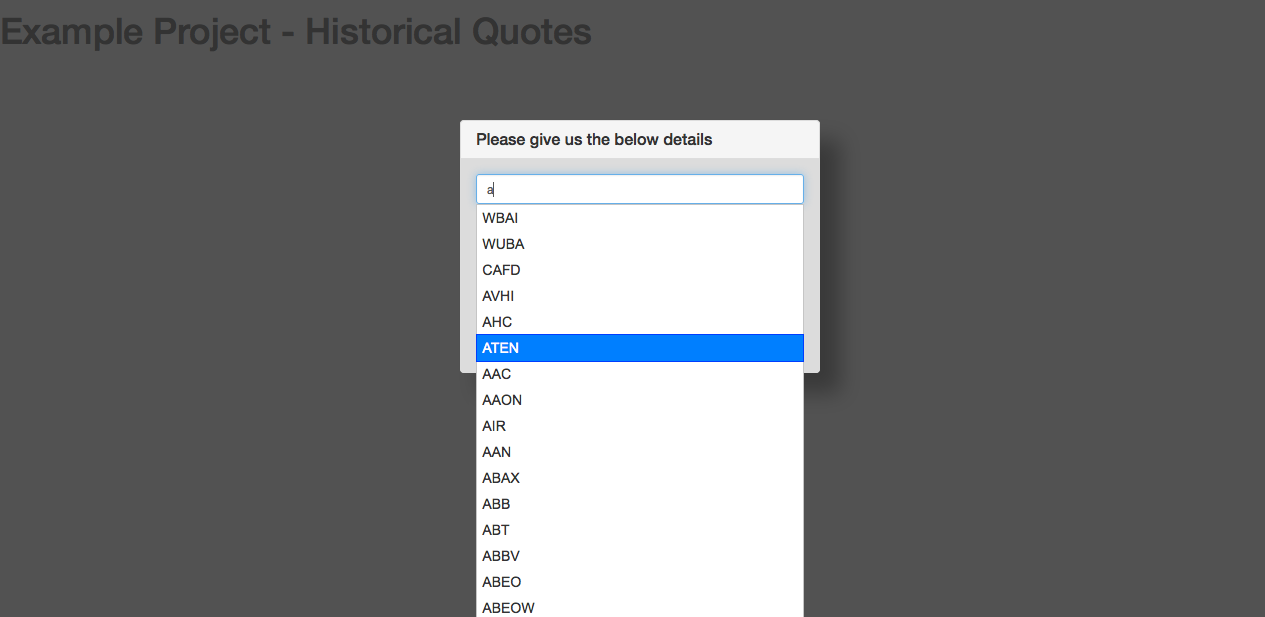 Example Project - Historical Quotes
Please give us the below details
a
WBAI
WUBA
CAFD
AVHI
AHC
ATEN
AAC
AAON
AIR
AAN
ABAX
ABB
ABT
ABBV
ABEO
ABEOW